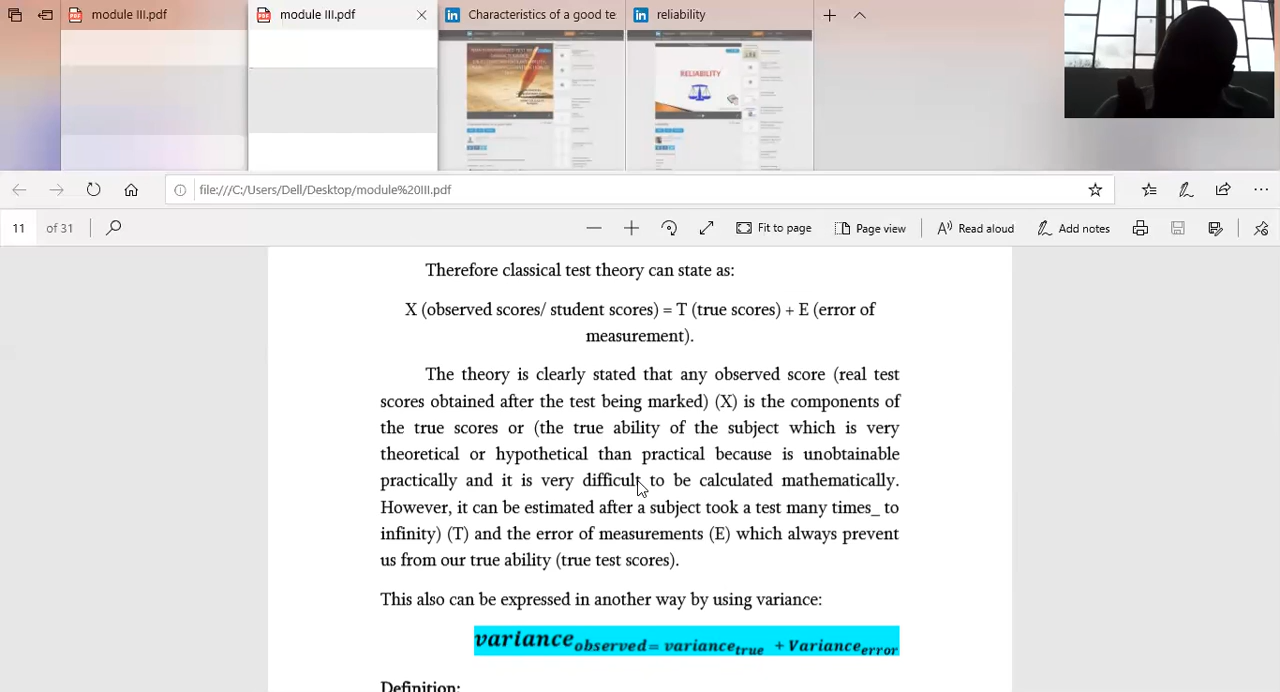 module III.pdf
module III.pdf
Characteristics of a good te
reliability
RELIABILITY
file:///C:/Users/Dell/Desktop/module%20III.pdf
11 of 31
Fit to page
Page view
Read aloud
Add notes
Therefore classical test theory can state as:
X (observed scores/ student scores) = T (true scores) + E (error of
measurement).
The theory is clearly stated that any observed score (real test
scores obtained after the test being marked) (X) is the components of
the true scores or (the true ability of the subject which is very
theoretical or hypothetical than practical because is unobtainable
practically and it is very difficult to be calculated mathematically.
However, it can be estimated after a subject took a test many times_ to
infinity) (T) and the error of measurements (E) which always prevent
us from our true ability (true test scores).
This also can be expressed in another way by using variance:
variance observed= variance true + Variance error
Definition: